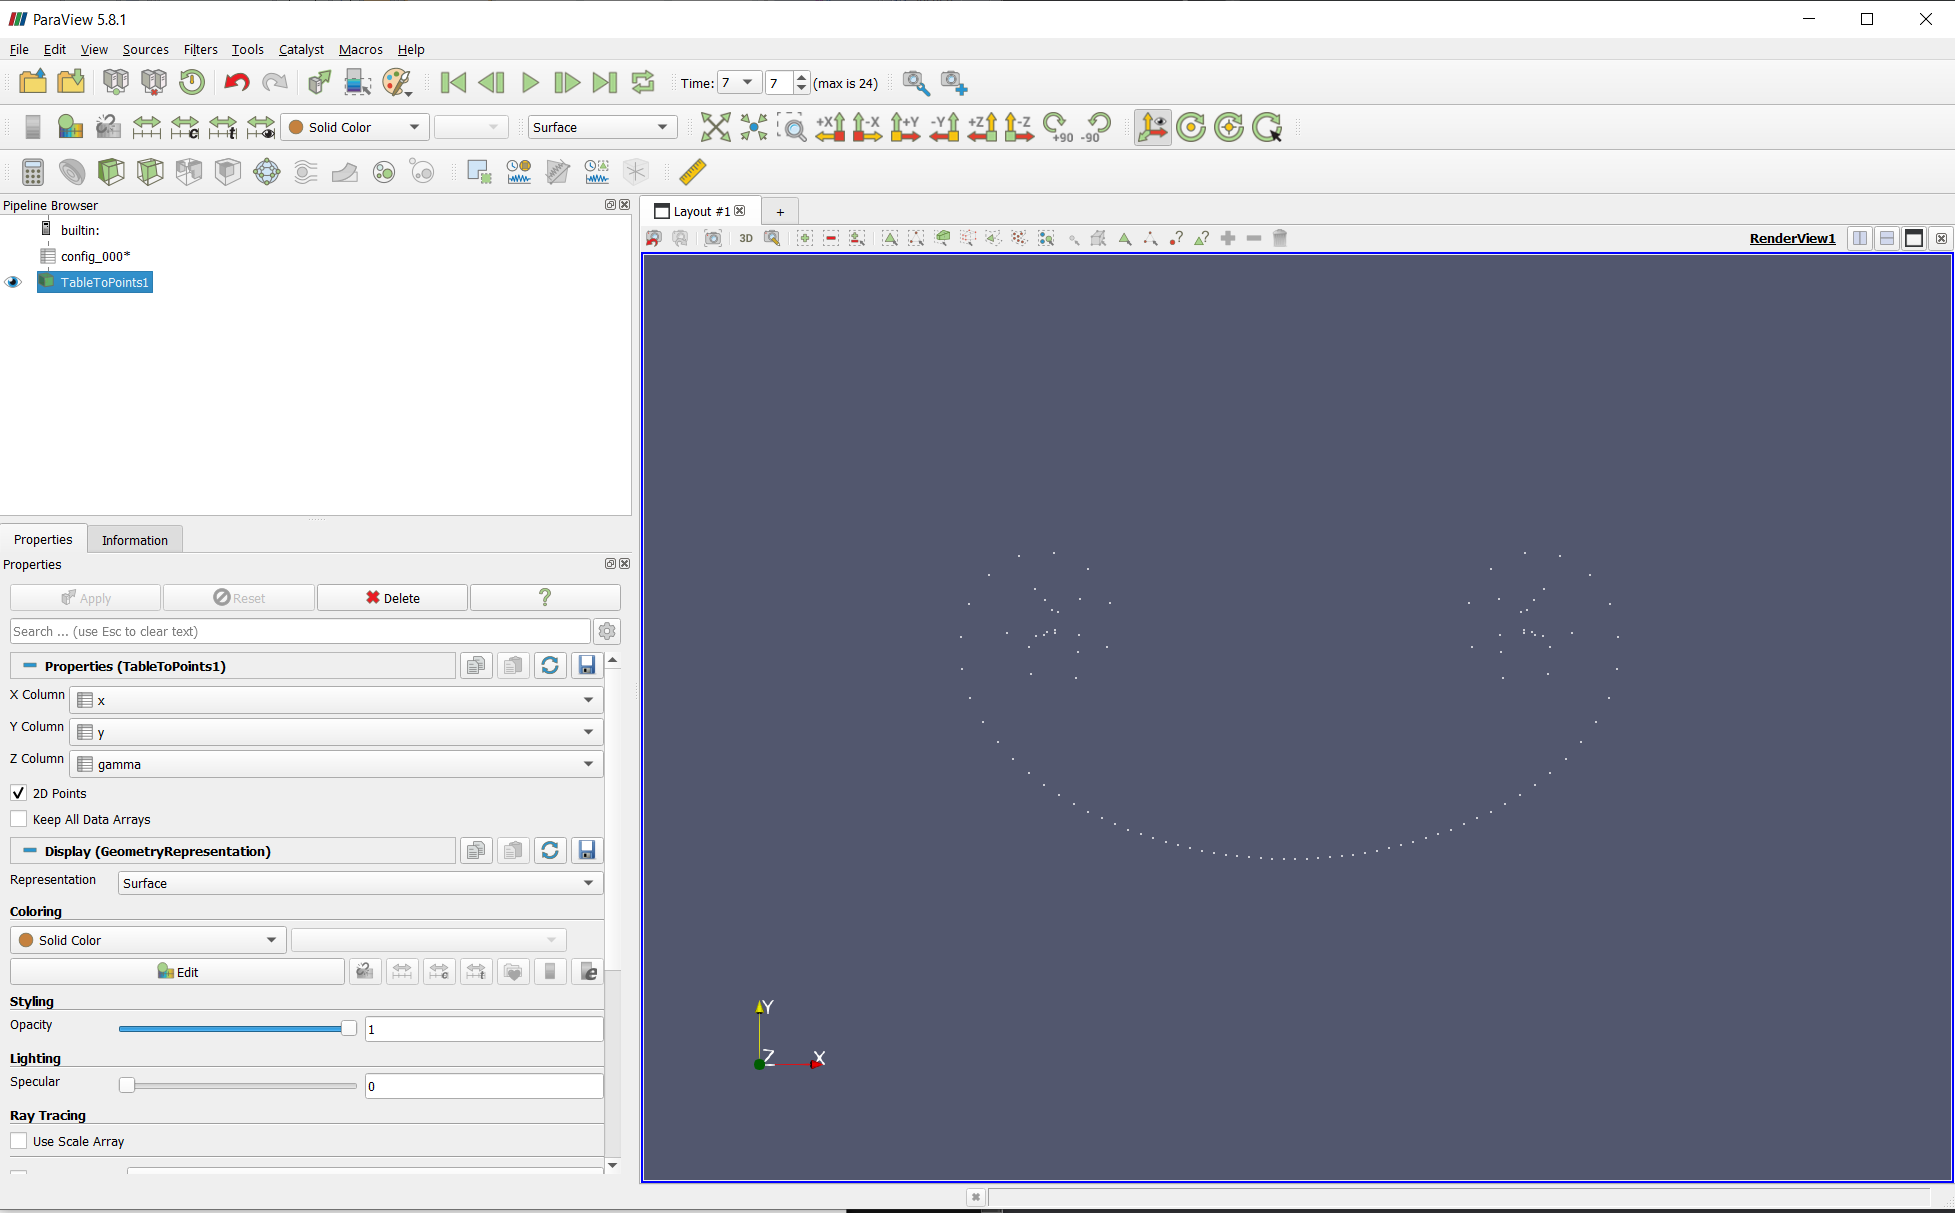 ParaView 5.8.1
File Edit View Sources Filters Tools Catalyst Macros Help
Time: 7 7 (max is 24)
Solid Color Surface +X -X +Y -Y +Z -Z +90 -90
Pipeline Browser
builtin:
config_000*
TableToPoints1
Layout #1 +
3D RenderView1
Properties Information
Properties
Apply Reset Delete ?
Search ... (use Esc to clear text)
Properties (TableToPoints1)
X Column x
Y Column y
Z Column gamma
2D Points
Keep All Data Arrays
Display (GeometryRepresentation)
Representation Surface
Coloring
Solid Color
Edit
Styling
Opacity 1
Lighting
Specular 0
Ray Tracing
Use Scale Array
Y
Z X